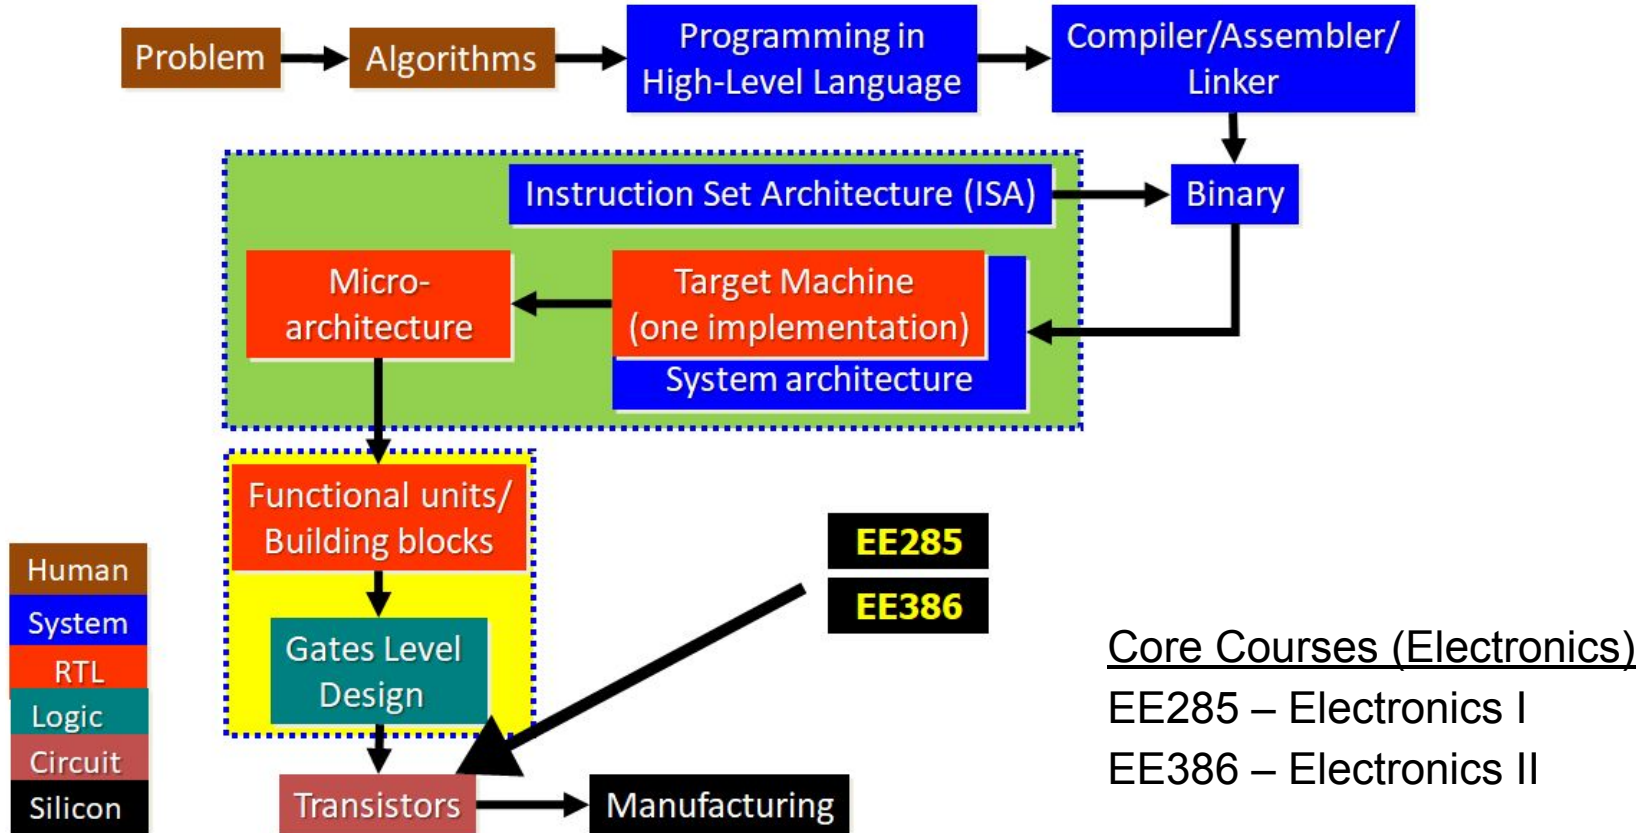 Problem
Algorithms
Programming in
High-Level Language
Compiler/Assembler/
Linker
Instruction Set Architecture (ISA)
Binary
Micro-
architecture
Target Machine
(one implementation)
System architecture
Functional units/
Building blocks
Gates Level
Design
Transistors
Manufacturing
EE285
EE386
Human
System
RTL
Logic
Circuit
Silicon
Core Courses (Electronics)
EE285 – Electronics I
EE386 – Electronics II